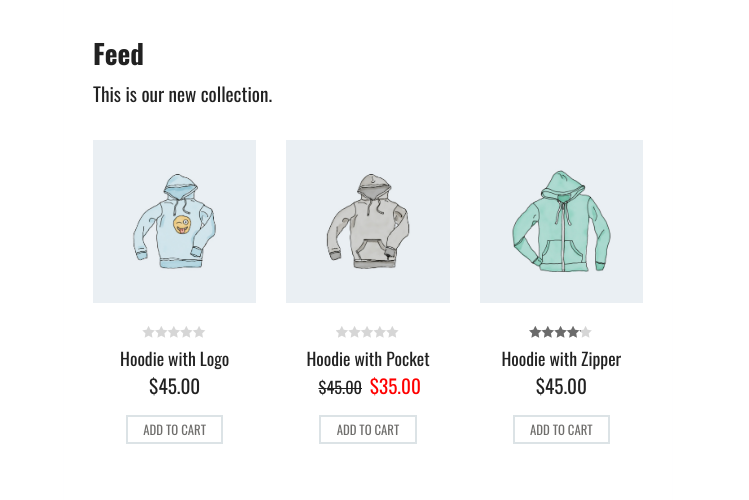 Feed
This is our new collection.
Hoodie with Logo
$45.00
ADD TO CART
Hoodie with Pocket
$45.00 $35.00
ADD TO CART
Hoodie with Zipper
$45.00
ADD TO CART